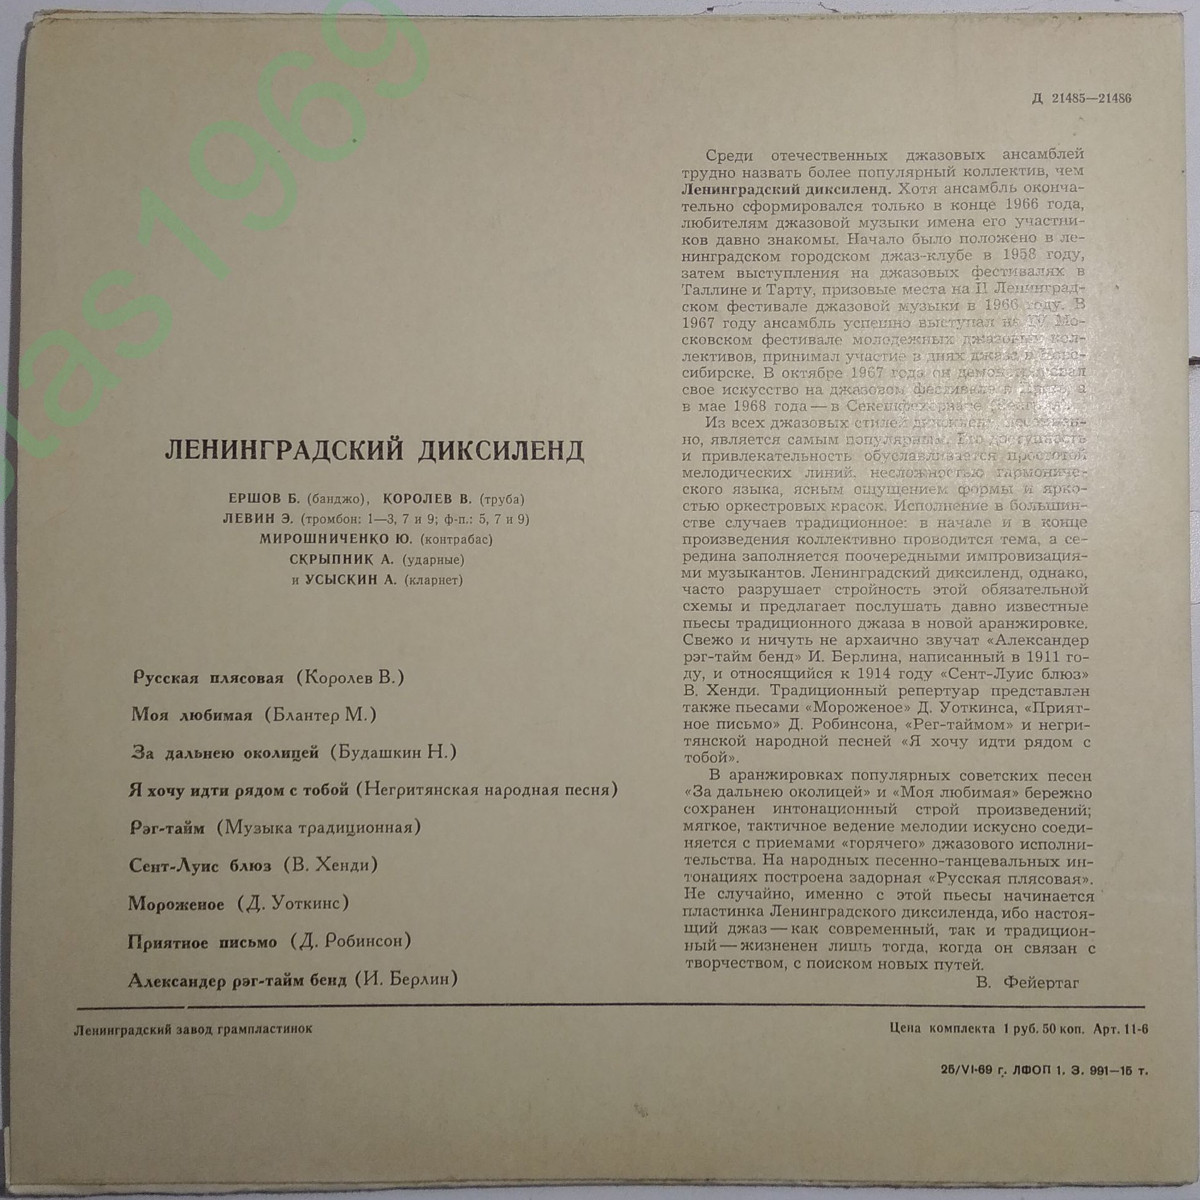 Д 21485—21486
ЛЕНИНГРАДСКИЙ ДИКСИЛЕНД
ЕРШОВ Б. (банджо), КОРОЛЕВ В. (труба)
ЛЕВИН Э. (тромбон: 1—3, 7 и 9; ф-п.: 5, 7 и 9)
МИРОШНИЧЕНКО Ю. (контрабас)
СКРЫПНИК А. (ударные)
и УСЫСКИН А. (кларнет)
Русская плясовая (Королев В.)
Моя любимая (Блантер М.)
За дальнею околицей (Будашкин Н.)
Я хочу идти рядом с тобой (Негритянская народная песня)
Рэг-тайм (Музыка традиционная)
Сент-Луис блюз (В. Хенди)
Мороженое (Д. Уоткинс)
Приятное письмо (Д. Робинсон)
Александер рэг-тайм бенд (И. Берлин)
Среди отечественных джазовых ансамблей
трудно назвать более популярный коллектив, чем
Ленинградский диксиленд. Хотя ансамбль оконча-
тельно сформировался только в конце 1966 года,
любителям джазовой музыки имена его участни-
ков давно знакомы. Начало было положено в ле-
нинградском городском джаз-клубе в 1958 году,
затем выступления на джазовых фестивалях в
Таллине и Тарту, призовые места на II Ленинград-
ском фестивале джазовой музыки в 1966 году. В
1967 году ансамбль успешно выступал на IV Мо-
сковском фестивале молодежных джазовых кол-
лективов, принимал участие в днях джаза в Ново-
сибирске. В октябре 1967 года он демонстрировал
свое искусство на джазовом фестивале в а
в мае 1968 года — в
Из всех джазовых стилей диксиленд,
но, является самым популярным. Его доступность
и привлекательность обуславливается простотой
мелодических линий, несложностью гармониче-
ского языка, ясным ощущением формы и ярко-
стью оркестровых красок. Исполнение в большин-
стве случаев традиционное: в начале и в конце
произведения коллективно проводится тема, а се-
редина заполняется поочередными импровизация-
ми музыкантов. Ленинградский диксиленд, однако,
часто разрушает стройность этой обязательной
схемы и предлагает послушать давно известные
пьесы традиционного джаза в новой аранжировке.
Свежо и ничуть не архаично звучат «Александер
рэг-тайм бенд» И. Берлина, написанный в 1911 го-
ду, и относящийся к 1914 году «Сент-Луис блюз»
В. Хенди. Традиционный репертуар представлен
также пьесами «Мороженое» Д. Уоткинса, «Прият-
ное письмо» Д. Робинсона, «Рег-таймом» и негри-
тянской народной песней «Я хочу идти рядом с
тобой».
В аранжировках популярных советских песен
«За дальнею околицей» и «Моя любимая» бережно
сохранен интонационный строй произведений;
мягкое, тактичное ведение мелодии искусно соеди-
няется с приемами «горячего» джазового исполни-
тельства. На народных песенно-танцевальных ин-
тонациях построена задорная «Русская плясовая».
Не случайно, именно с этой пьесы начинается
пластинка Ленинградского диксиленда, ибо настоя-
щий джаз — как современный, так и традицион-
ный — жизненен лишь тогда, когда он связан с
творчеством, с поиском новых путей.
В. Фейертаг
Ленинградский завод грампластинок
Цена комплекта 1 руб. 50 коп. Арт. 11-6
25/VI-69 г. ЛФОП 1. З. 991—15 т.
stas1969